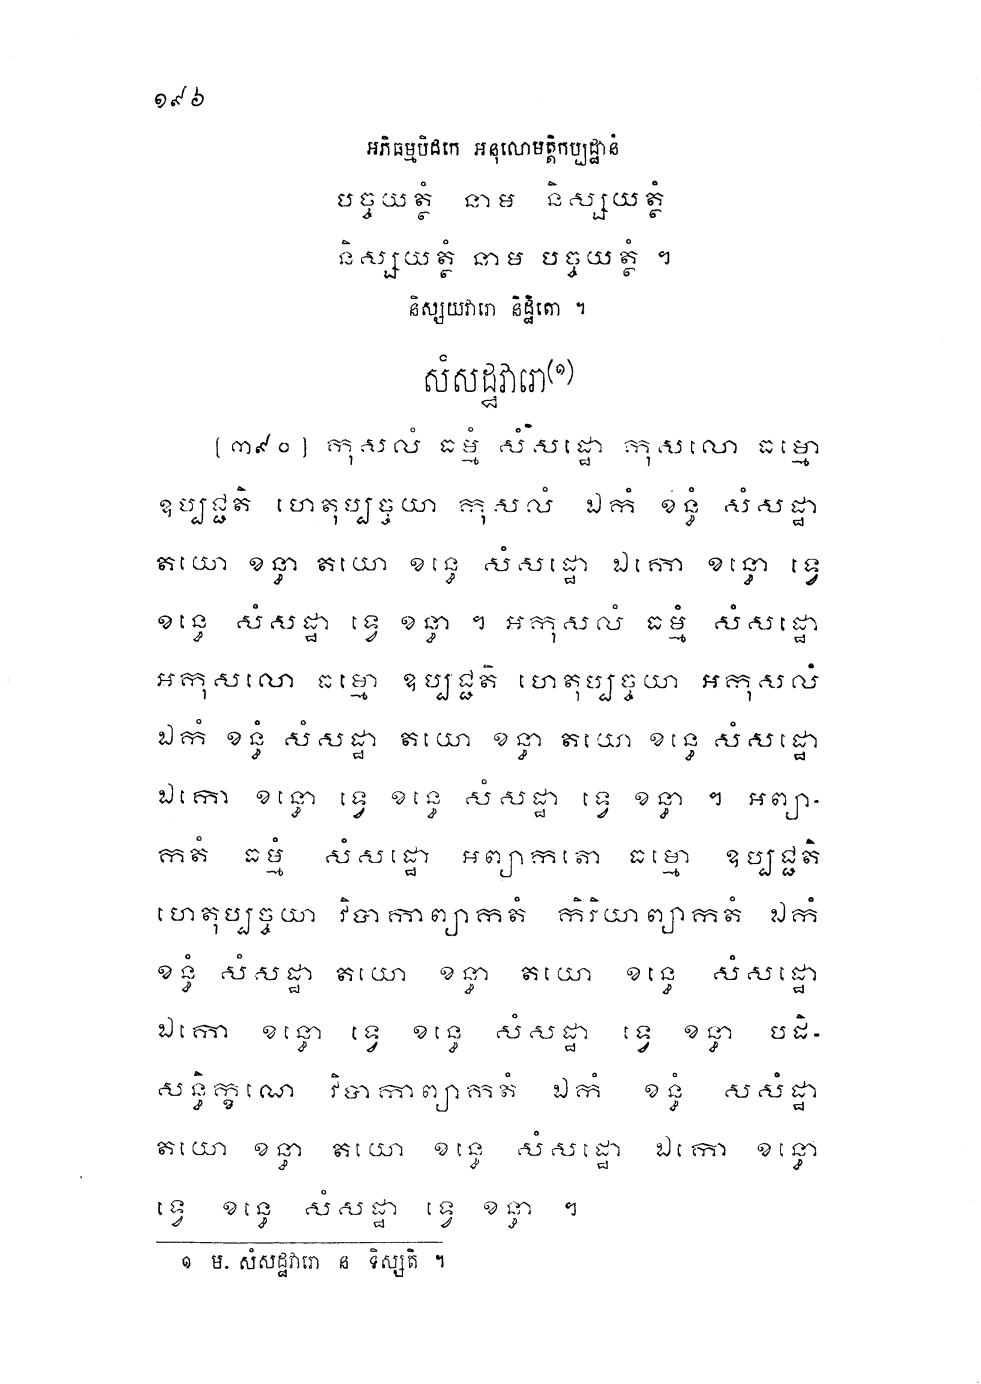 ១៩៦
អភិធម្មបិដកេ អនុលោមត្តិកប្បដ្ឋានំ
បច្ចយត្ថំ នាម និស្សយត្ថំ
និស្សយត្ថំ នាម បច្ចយត្ថំ ។
និស្សយវារោ និដ្ឋិតោ ។
សំសដ្ឋវារោ(១)
[៣៩០] កុសលំ ធម្មំ សំសដ្ឋោ កុសលោ ធម្មោ
ឧប្បជ្ជតិ ហេតុប្បច្ចយា កុសលំ ឯកំ ខន្ធំ សំសដ្ឋា
តយោ ខន្ធា តយោ ខន្ធេ សំសដ្ឋោ ឯកោ ខន្ធោ ទ្វេ
ខន្ធេ សំសដ្ឋា ទ្វេ ខន្ធា ។ អកុសលំ ធម្មំ សំសដ្ឋោ
អកុសលោ ធម្មោ ឧប្បជ្ជតិ ហេតុប្បច្ចយា អកុសលំ
ឯកំ ខន្ធំ សំសដ្ឋា តយោ ខន្ធា តយោ ខន្ធេ សំសដ្ឋោ
ឯកោ ខន្ធោ ទ្វេ ខន្ធេ សំសដ្ឋា ទ្វេ ខន្ធា ។ អព្យា-
កតំ ធម្មំ សំសដ្ឋោ អព្យាកតោ ធម្មោ ឧប្បជ្ជតិ
ហេតុប្បច្ចយា វិបាកាព្យាកតំ កិរិយាព្យាកតំ ឯកំ
ខន្ធំ សំសដ្ឋា តយោ ខន្ធា តយោ ខន្ធេ សំសដ្ឋោ
ឯកោ ខន្ធោ ទ្វេ ខន្ធេ សំសដ្ឋា ទ្វេ ខន្ធា បដិ-
សន្ធិក្ខណេ វិបាកាព្យាកតំ ឯកំ ខន្ធំ សសំដ្ឋា
តយោ ខន្ធា តយោ ខន្ធេ សំសដ្ឋោ ឯកោ ខន្ធោ
ទ្វេ ខន្ធេ សំសដ្ឋា ទ្វេ ខន្ធា ។
១ ម. សំសដ្ឋវារោ ន ទិស្សតិ ។